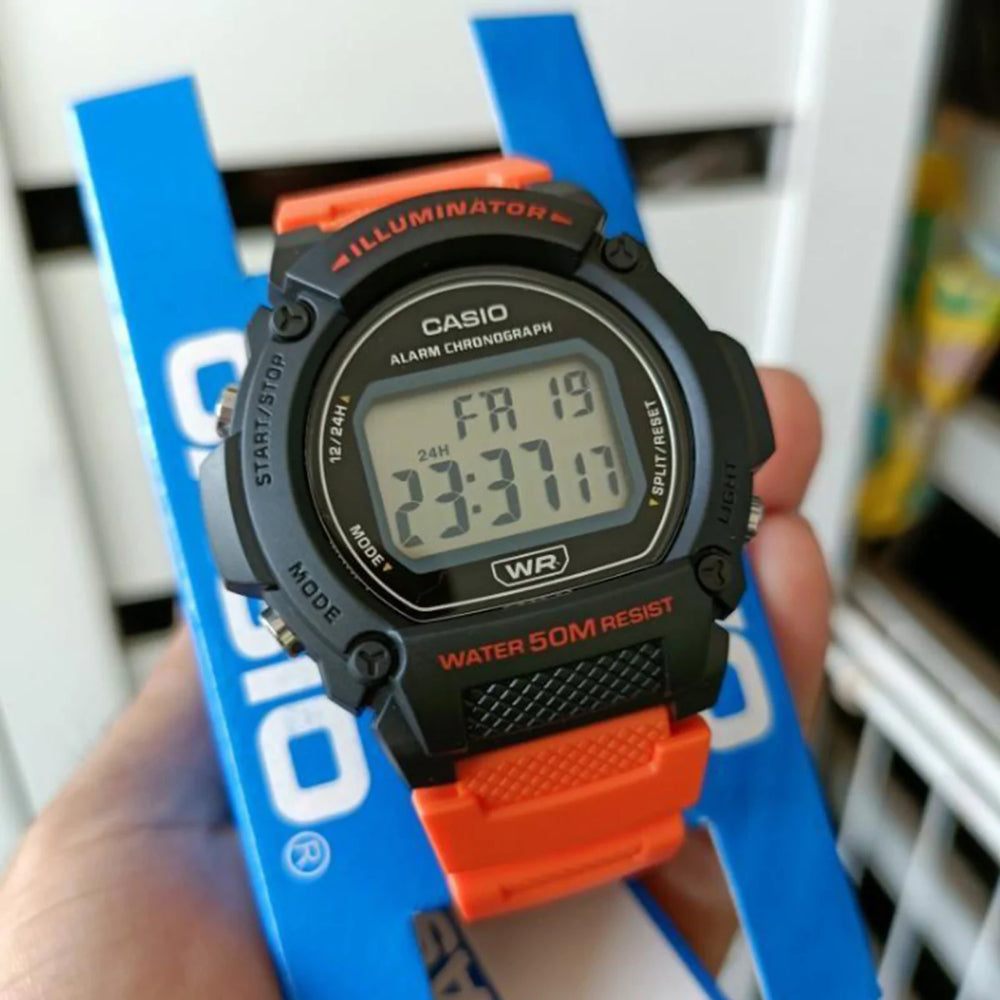 ILLUMINATOR
CASIO
ALARM CHRONOGRAPH
START/STOP
12/24H
FR 19
24H
23:37 17
SPLIT/RESET
LIGHT
MODE
MODE
WR
WATER 50M RESIST
CASIO
®